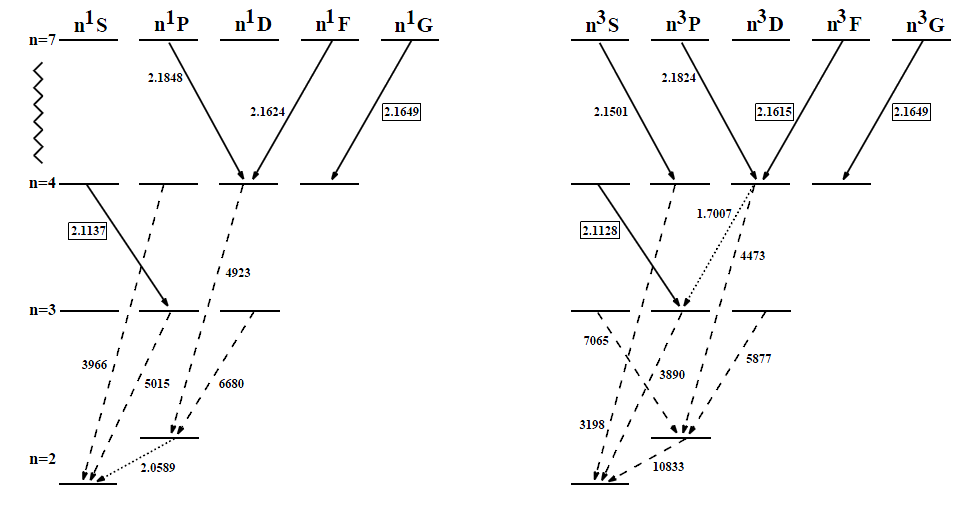 n¹S n¹P n¹D n¹F n¹G n³S n³P n³D n³F n³G
n=7
2.1848 2.1824
2.1624 2.1649 2.1501 2.1615 2.1649
n=4
1.7007
2.1137 2.1128
4923 4473
n=3
7065
3966 5877
5015 6680 3890
3198
n=2
2.0589 10833